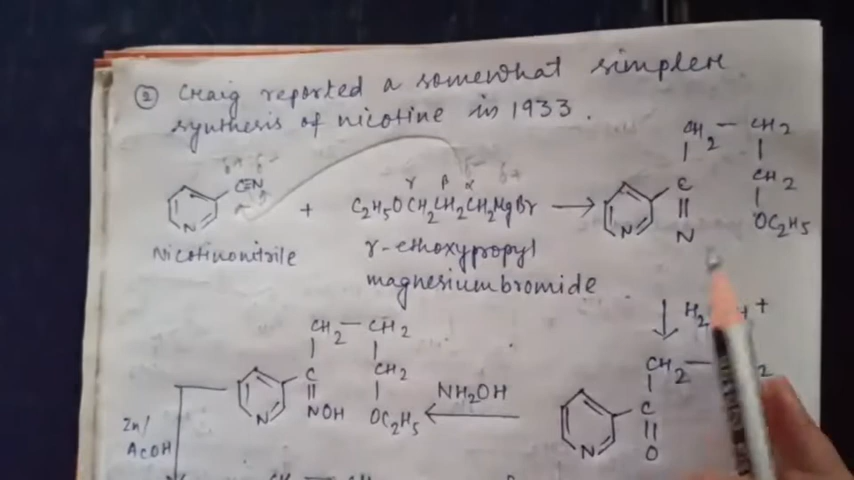 ② Craig reported a somewhat simpler
synthesis of nicotine in 1933.
δ+ δ-
C≡N
N
+
γ β α δ- δ+
C₂H₅OCH₂CH₂CH₂MgBr
→
CH₂—CH₂
CH₂
OC₂H₅
C
N
N
Nicotinonitrile
γ-ethoxypropyl
magnesiumbromide
CH₂—CH₂
C CH₂
N NOH OC₂H₅
NH₂OH
CH₂—
C
N O
Zn/
AcOH